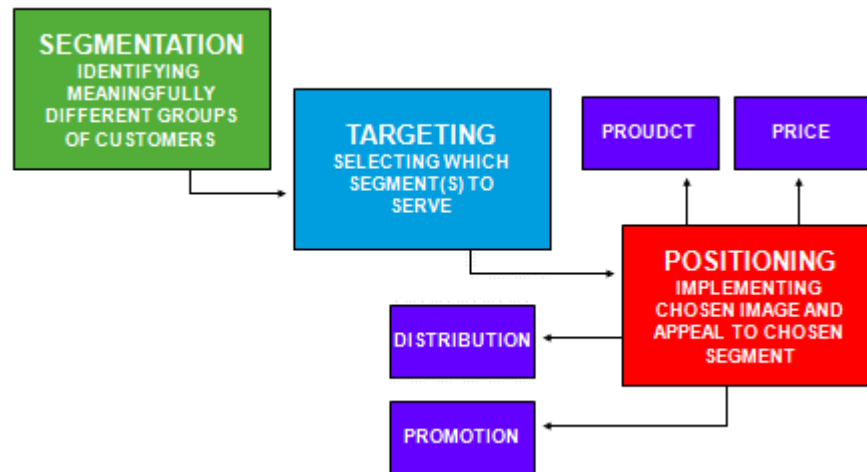 SEGMENTATION
IDENTIFYING
MEANINGFULLY
DIFFERENT GROUPS
OF CUSTOMERS
TARGETING
SELECTING WHICH
SEGMENT(S) TO
SERVE
PROUDCT
PRICE
POSITIONING
IMPLEMENTING
CHOSEN IMAGE AND
APPEAL TO CHOSEN
SEGMENT
DISTRIBUTION
PROMOTION